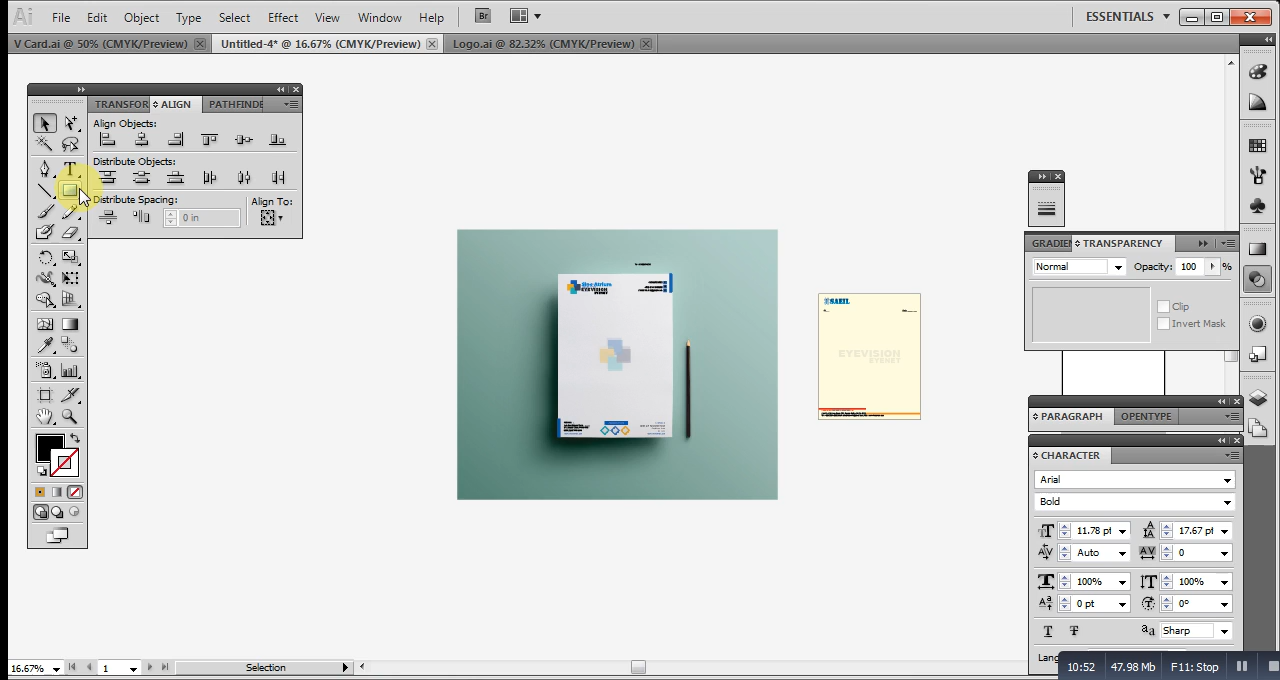 Ai File Edit Object Type Select Effect View Window Help Br ESSENTIALS
V Card.ai @ 50% (CMYK/Preview) Untitled-4* @ 16.67% (CMYK/Preview) Logo.ai @ 82.32% (CMYK/Preview)
TRANSFOR ALIGN PATHFINDE
Align Objects:
Distribute Objects:
Distribute Spacing: Align To:
0 in
T
GRADIEN TRANSPARENCY
Normal Opacity: 100 %
Clip
Invert Mask
EYEVISION
SYDNEY
SAEIL
EYEVISION
SYDNEY
PARAGRAPH OPENTYPE
CHARACTER
Arial
Bold
11.78 pt 17.67 pt
Auto 0
100% 100%
0 pt 0°
T T aa Sharp
Lang
16.67% 1 Selection
10:52 47.98 Mb F11: Stop